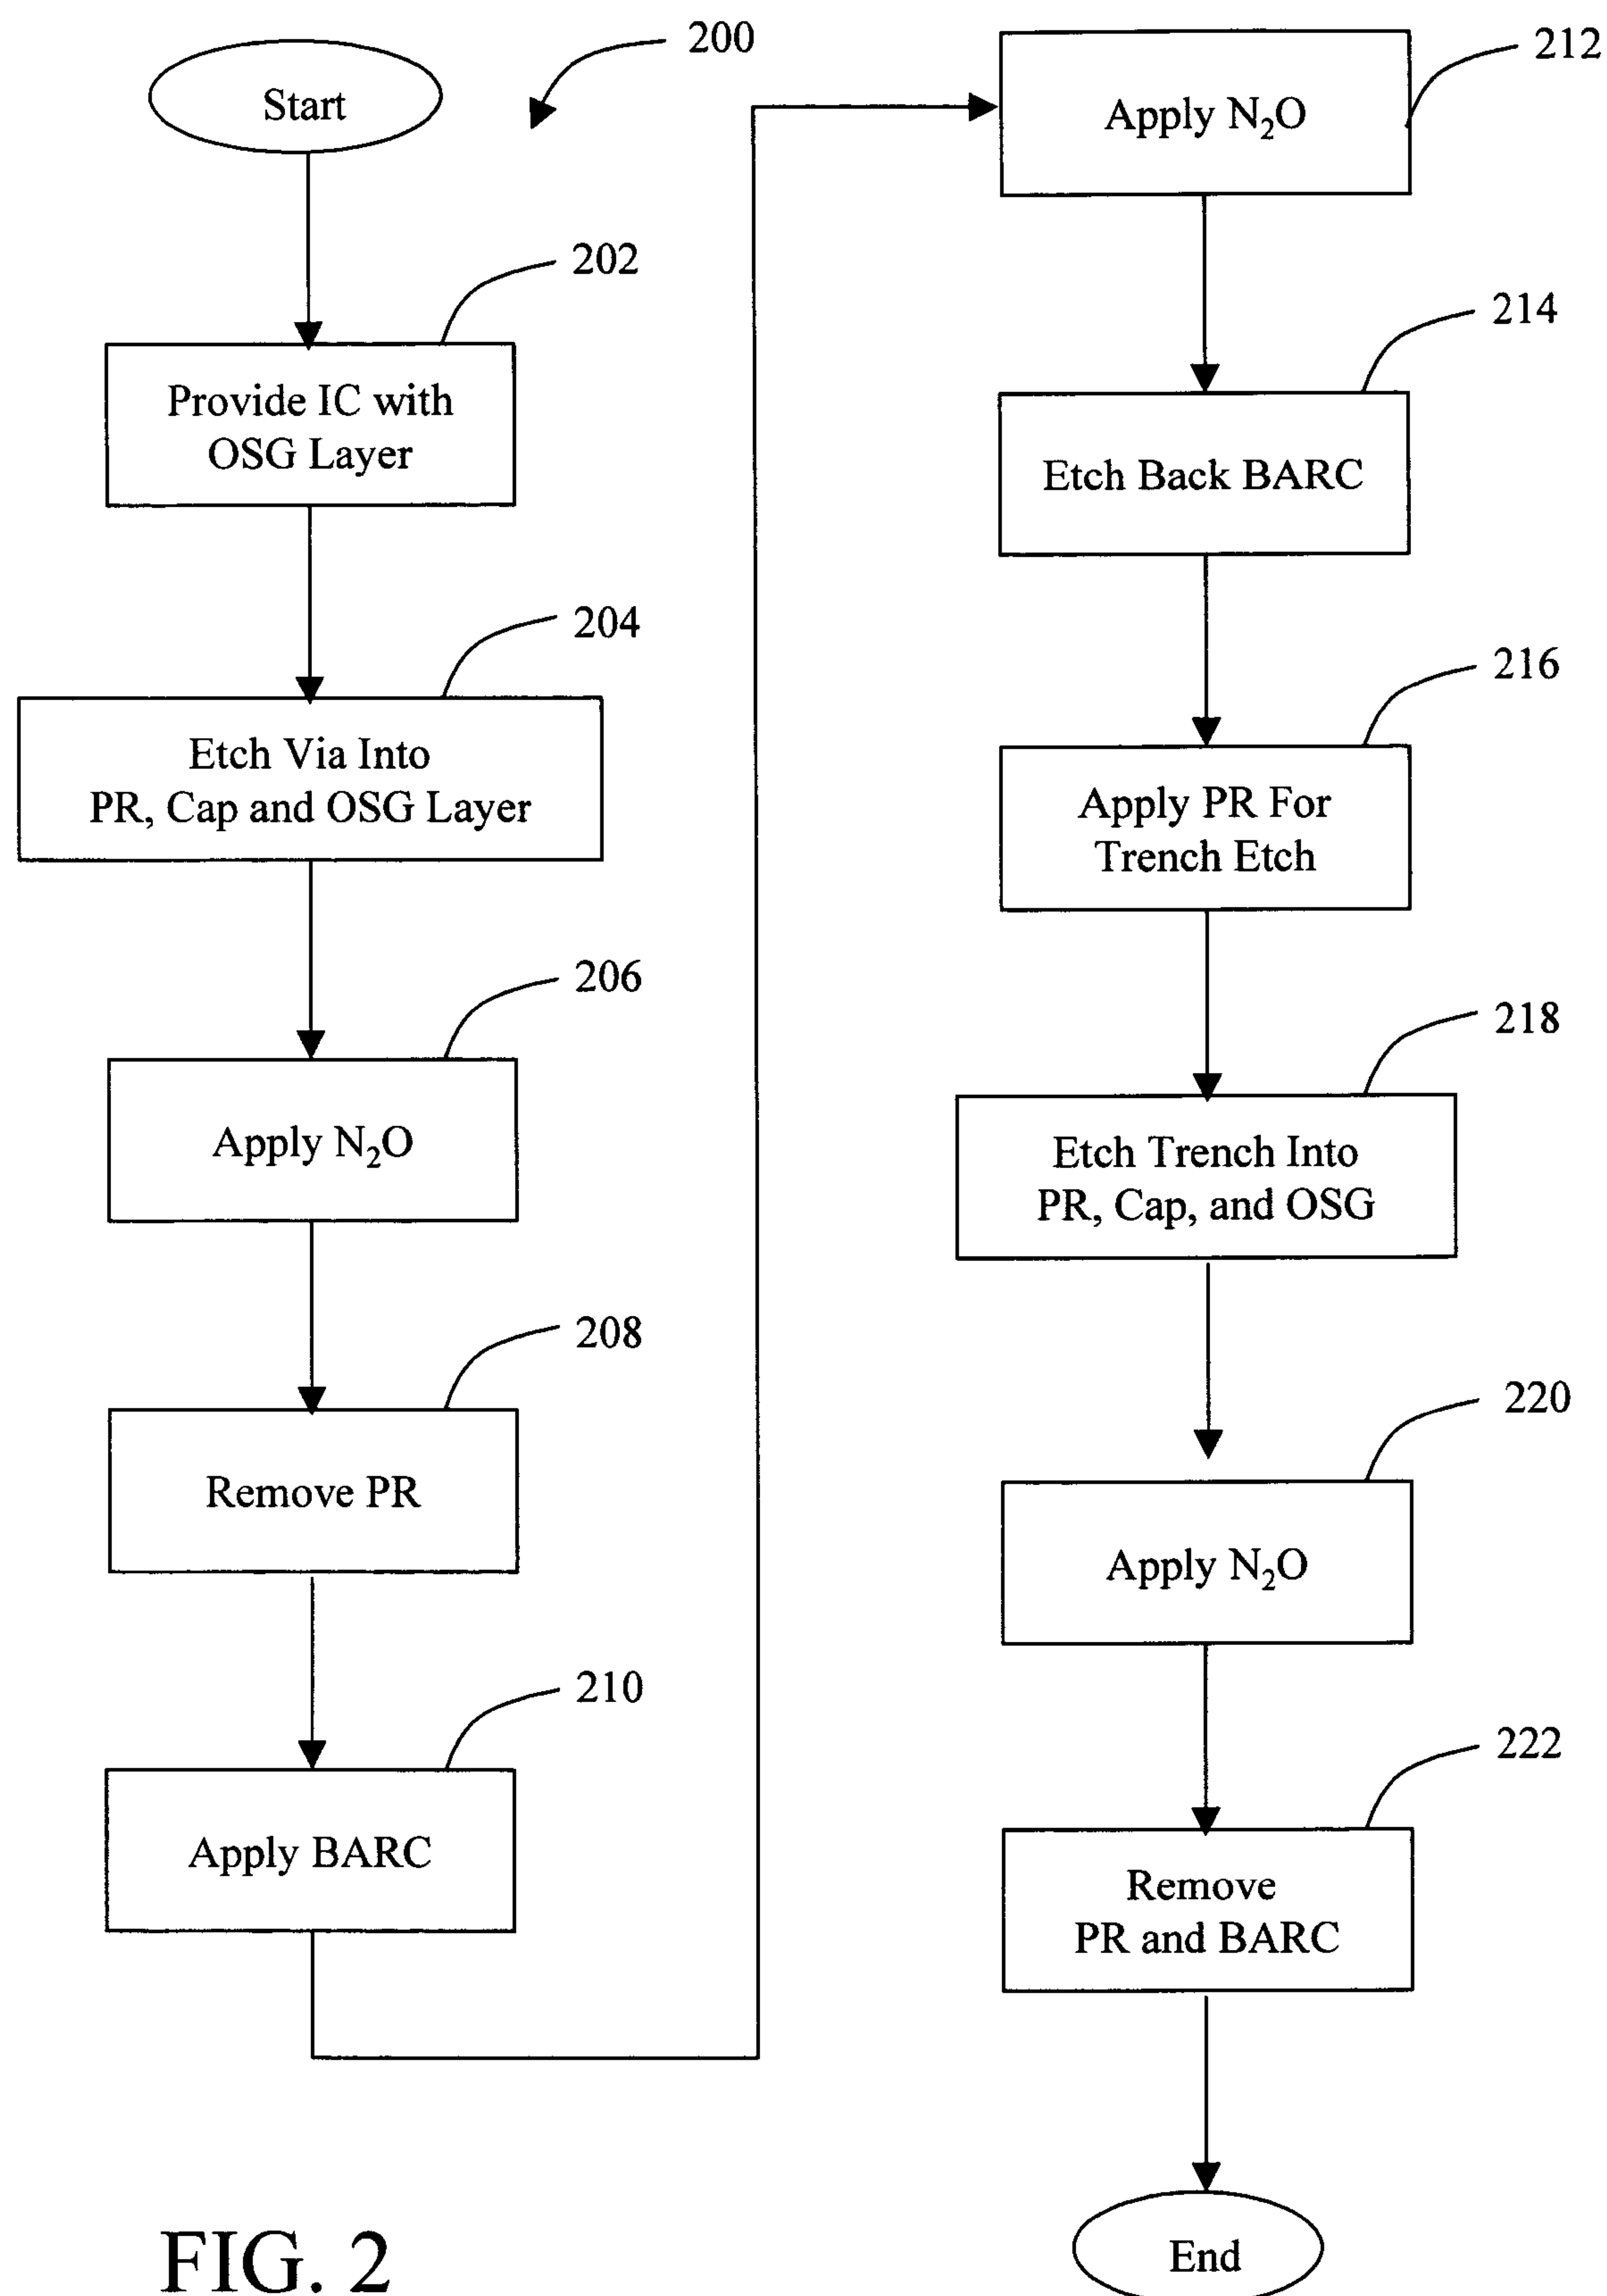 Start
200
202
Provide IC with
OSG Layer
204
Etch Via Into
PR, Cap and OSG Layer
206
Apply N₂O
208
Remove PR
210
Apply BARC
212
Apply N₂O
214
Etch Back BARC
216
Apply PR For
Trench Etch
218
Etch Trench Into
PR, Cap, and OSG
220
Apply N₂O
222
Remove
PR and BARC
End
FIG. 2